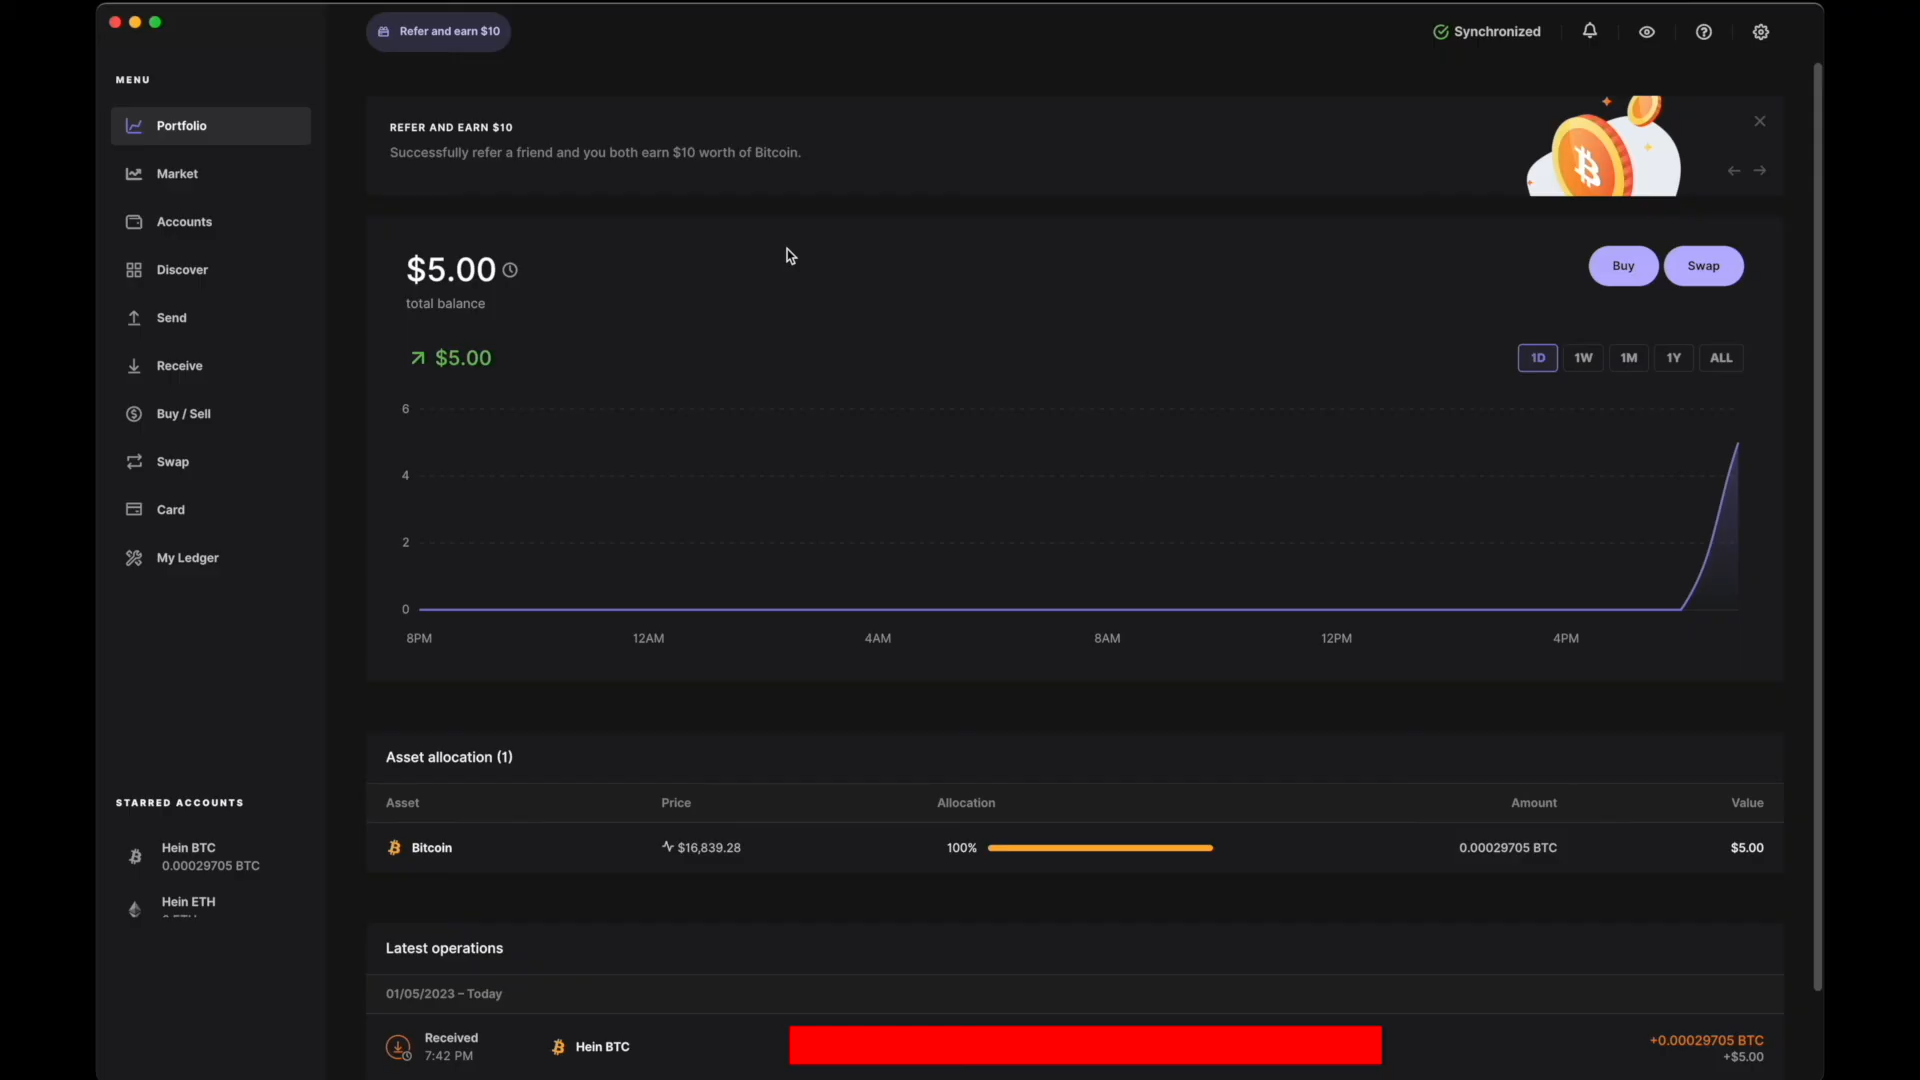 Refer and earn $10
Synchronized
MENU
Portfolio
Market
Accounts
Discover
Send
Receive
Buy / Sell
Swap
Card
My Ledger
STARRED ACCOUNTS
Hein BTC
0.00029705 BTC
Hein ETH
REFER AND EARN $10
Successfully refer a friend and you both earn $10 worth of Bitcoin.
$5.00
total balance
Buy
Swap
$5.00
1D 1W 1M 1Y ALL
6
4
2
0
8PM 12AM 4AM 8AM 12PM 4PM
Asset allocation (1)
Asset Price Allocation Amount Value
Bitcoin $16,839.28 100% 0.00029705 BTC $5.00
Latest operations
01/05/2023 – Today
Received
7:42 PM
Hein BTC
+0.00029705 BTC
+$5.00